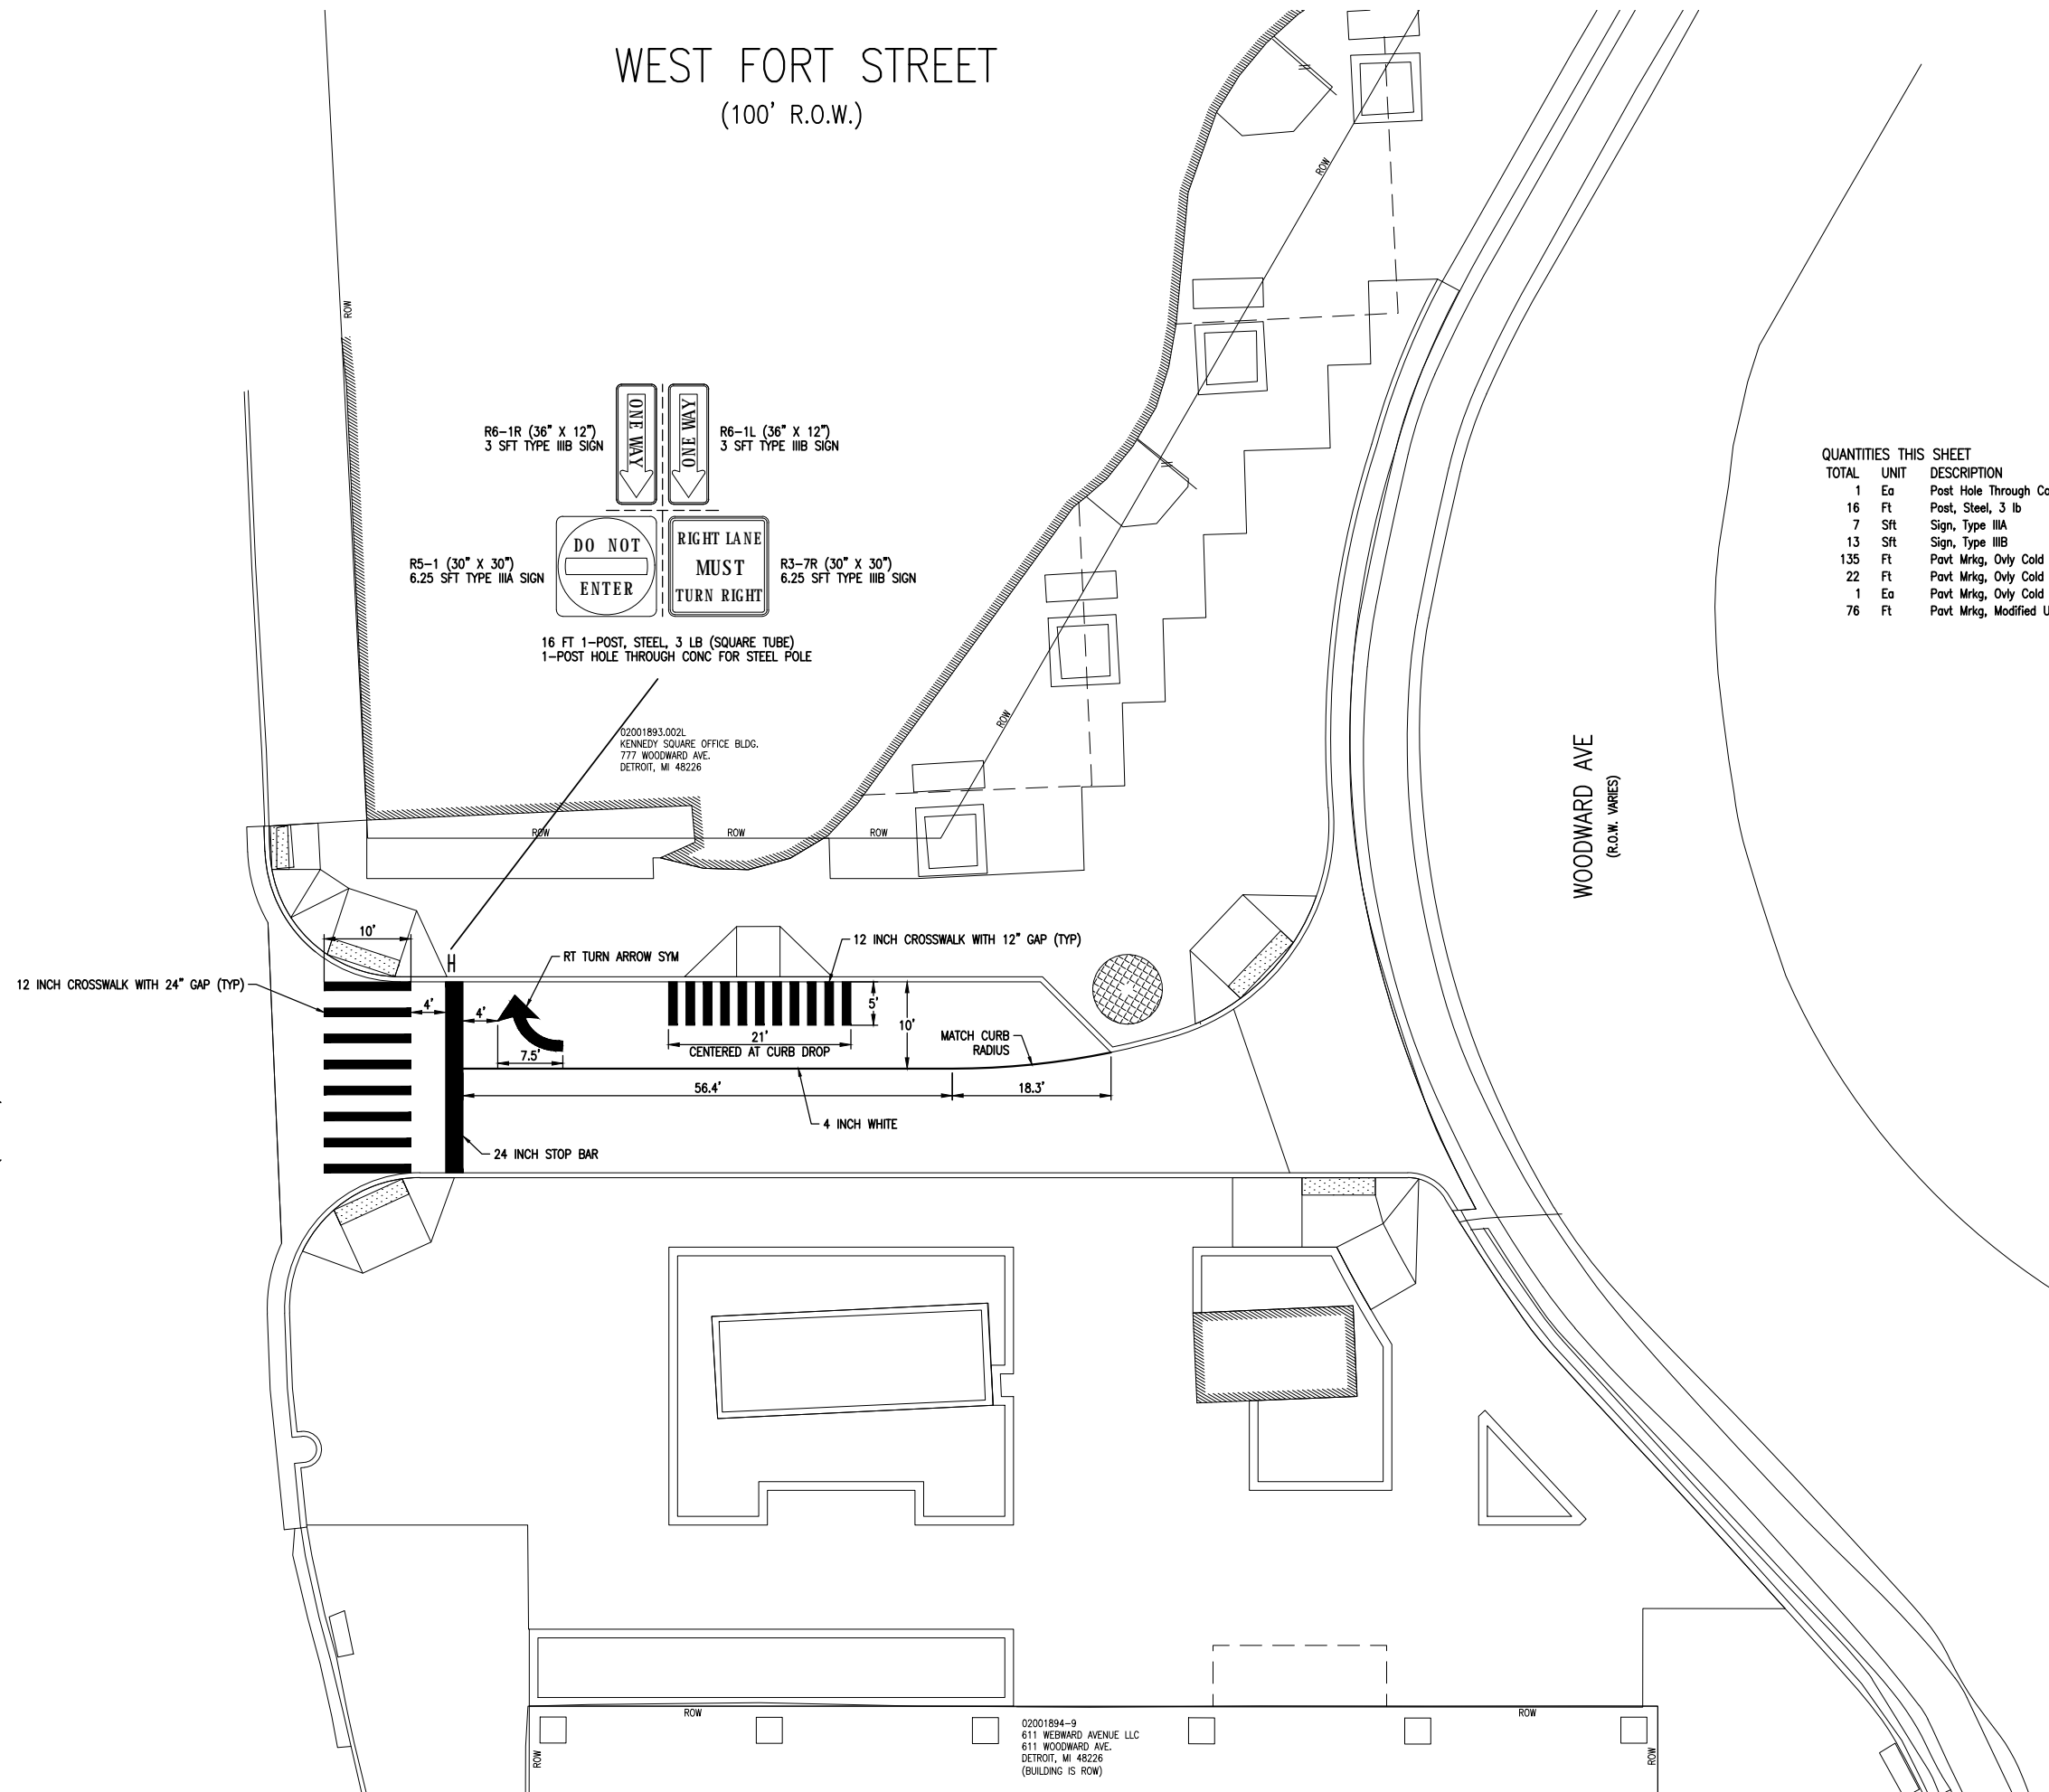 WEST FORT STREET
(100' R.O.W.)
ROW
ROW
ONE WAY
ONE WAY
R6-1R (36" X 12")
3 SFT TYPE IIIB SIGN
R6-1L (36" X 12")
3 SFT TYPE IIIB SIGN
DO NOT
ENTER
RIGHT LANE
MUST
TURN RIGHT
R5-1 (30" X 30")
6.25 SFT TYPE IIIA SIGN
R3-7R (30" X 30")
6.25 SFT TYPE IIIB SIGN
16 FT 1-POST, STEEL, 3 LB (SQUARE TUBE)
1-POST HOLE THROUGH CONC FOR STEEL POLE
QUANTITIES THIS SHEET
TOTAL UNIT DESCRIPTION
1 Ea Post Hole Through Co
16 Ft Post, Steel, 3 lb
7 Sft Sign, Type IIIA
13 Sft Sign, Type IIIB
135 Ft Pavt Mrkg, Ovly Cold
22 Ft Pavt Mrkg, Ovly Cold
1 Ea Pavt Mrkg, Ovly Cold
76 Ft Pavt Mrkg, Modified U
ROW
02001893.002L
KENNEDY SQUARE OFFICE BLDG.
777 WOODWARD AVE.
DETROIT, MI 48226
WOODWARD AVE
(R.O.W. VARIES)
ROW
ROW
ROW
10'
H
RT TURN ARROW SYM
12 INCH CROSSWALK WITH 12" GAP (TYP)
12 INCH CROSSWALK WITH 24" GAP (TYP)
4'
4'
7.5'
21'
CENTERED AT CURB DROP
5'
10'
MATCH CURB
RADIUS
56.4'
18.3'
4 INCH WHITE
24 INCH STOP BAR
ROW
ROW
ROW
ROW
02001894-9
611 WEBWARD AVENUE LLC
611 WOODWARD AVE.
DETROIT, MI 48226
(BUILDING IS ROW)